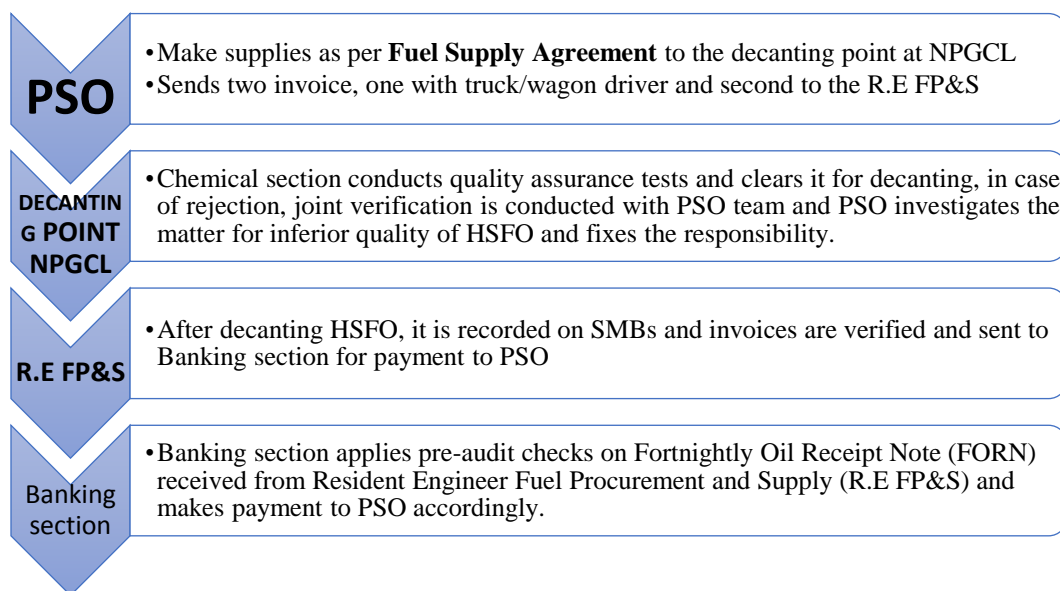 PSO
•Make supplies as per Fuel Supply Agreement to the decanting point at NPGCL
•Sends two invoice, one with truck/wagon driver and second to the R.E FP&S
DECANTIN
G POINT
NPGCL
•Chemical section conducts quality assurance tests and clears it for decanting, in case
of rejection, joint verification is conducted with PSO team and PSO investigates the
matter for inferior quality of HSFO and fixes the responsibility.
R.E FP&S
•After decanting HSFO, it is recorded on SMBs and invoices are verified and sent to
Banking section for payment to PSO
Banking
section
•Banking section applies pre-audit checks on Fortnightly Oil Receipt Note (FORN)
received from Resident Engineer Fuel Procurement and Supply (R.E FP&S) and
makes payment to PSO accordingly.